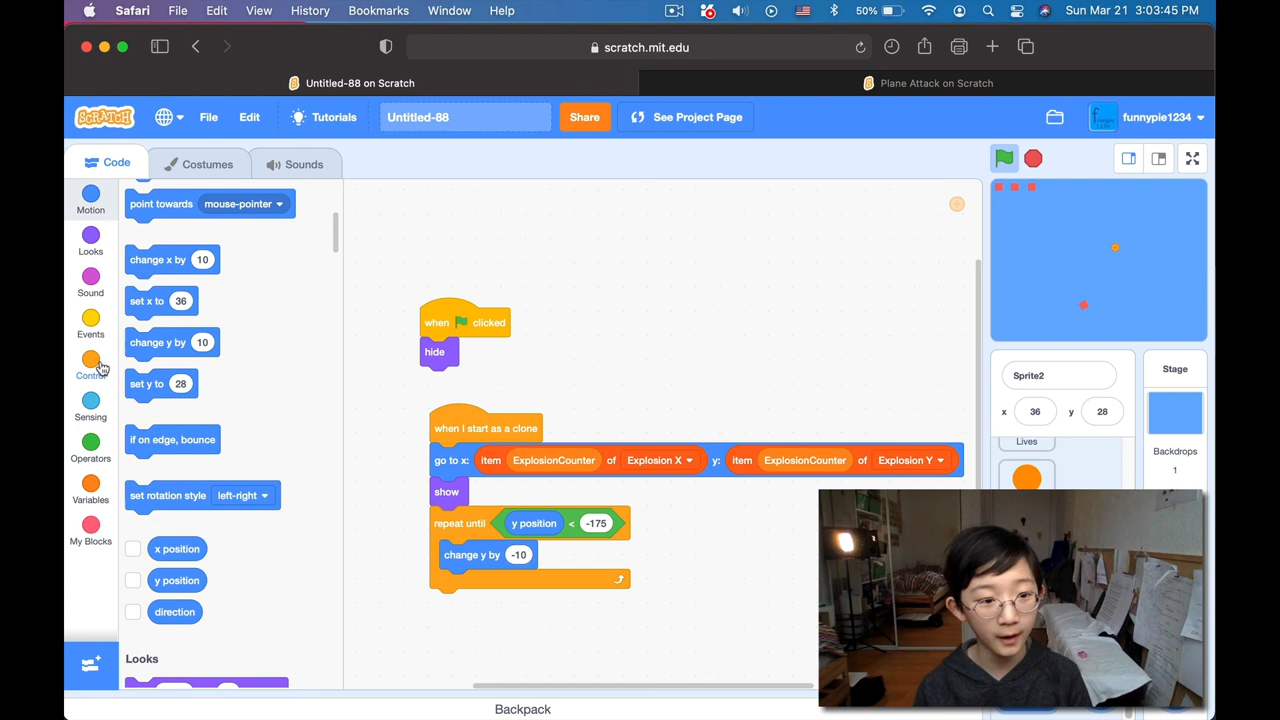 Safari File Edit View History Bookmarks Window Help 50% Sun Mar 21 3:03:45 PM
scratch.mit.edu
Untitled-88 on Scratch Plane Attack on Scratch
SCRATCH File Edit Tutorials Untitled-88 Share See Project Page funnypie1234
Code Costumes Sounds
Motion
Looks
Sound
Events
Control
Sensing
Operators
Variables
My Blocks
point towards mouse-pointer
change x by 10
set x to 36
change y by 10
set y to 28
if on edge, bounce
set rotation style left-right
x position
y position
direction
Looks
when clicked
hide
when I start as a clone
go to x: item ExplosionCounter of Explosion X y: item ExplosionCounter of Explosion Y
show
repeat until y position < -175
change y by -10
Sprite2
x 36 y 28
Lives
Stage
Backdrops
1
Backpack